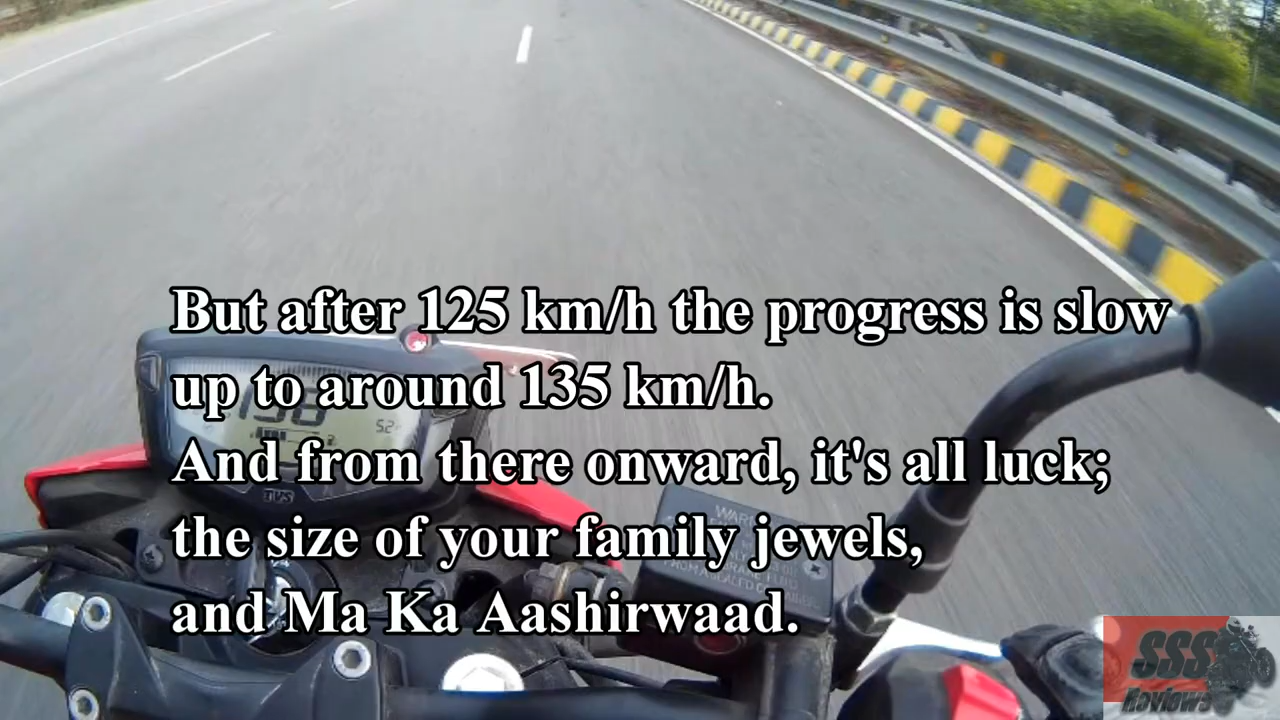 But after 125 km/h the progress is slow
up to around 135 km/h.
And from there onward, it's all luck;
the size of your family jewels,
and Ma Ka Aashirwaad.
TVS
SSS
Reviews